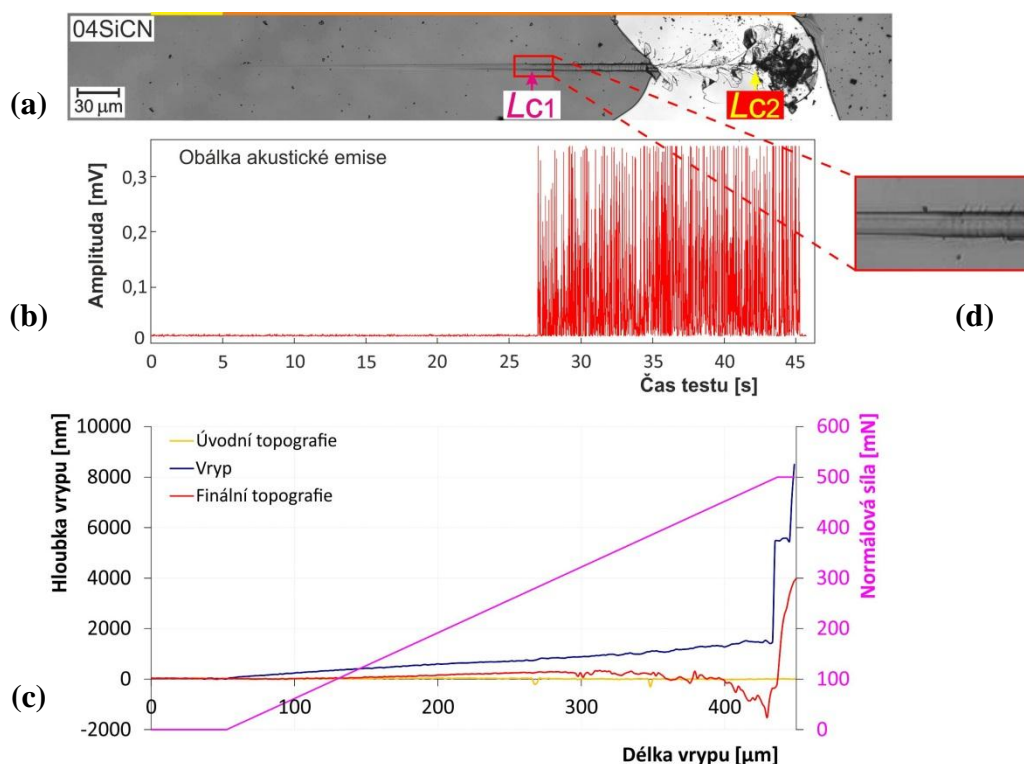 04SiCN
(a)
30 µm
LC1
LC2
Obálka akustické emise
Amplituda [mV]
0,3
0,2
0,1
0
(b)
(d)
0 5 10 15 20 25 30 35 40 45
Čas testu [s]
Hloubka vrypu [nm]
10000
8000
6000
4000
2000
0
-2000
Úvodní topografie
Vryp
Finální topografie
Normálová síla [mN]
600
500
400
300
200
100
0
(c)
0 100 200 300 400
Délka vrypu [µm]